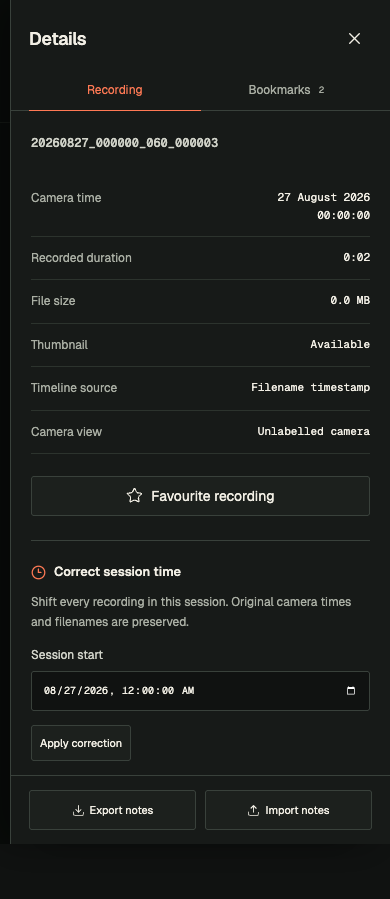 Details
Recording
Bookmarks 2
20260827_000000_060_000003
Camera time
27 August 2026
00:00:00
Recorded duration
0:02
File size
0.0 MB
Thumbnail
Available
Timeline source
Filename timestamp
Camera view
Unlabelled camera
Favourite recording
Correct session time
Shift every recording in this session. Original camera times
and filenames are preserved.
Session start
08/27/2026, 12:00:00 AM
Apply correction
Export notes
Import notes